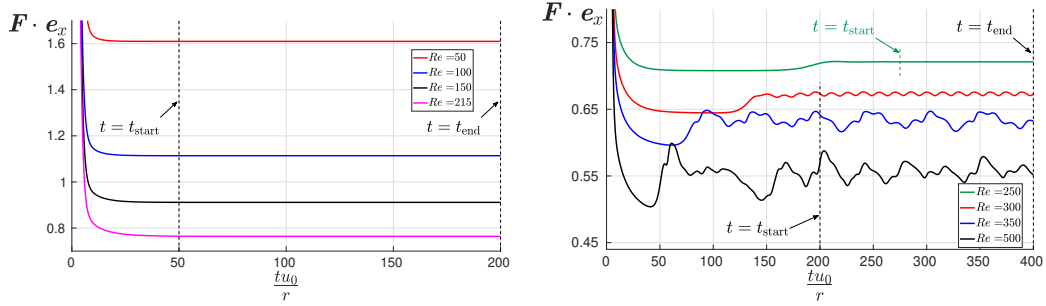 F · e_x
1.6
1.4
1.2
1
0.8
0
50
100
150
200
tu_0
r
Re =50
Re =100
Re =150
Re =215
t = t_start
t = t_end
F · e_x
0.75
0.65
0.55
0.45
0
50
100
150
200
250
300
350
400
tu_0
r
t = t_start
t = t_end
t = t_start
Re =250
Re =300
Re =350
Re =500